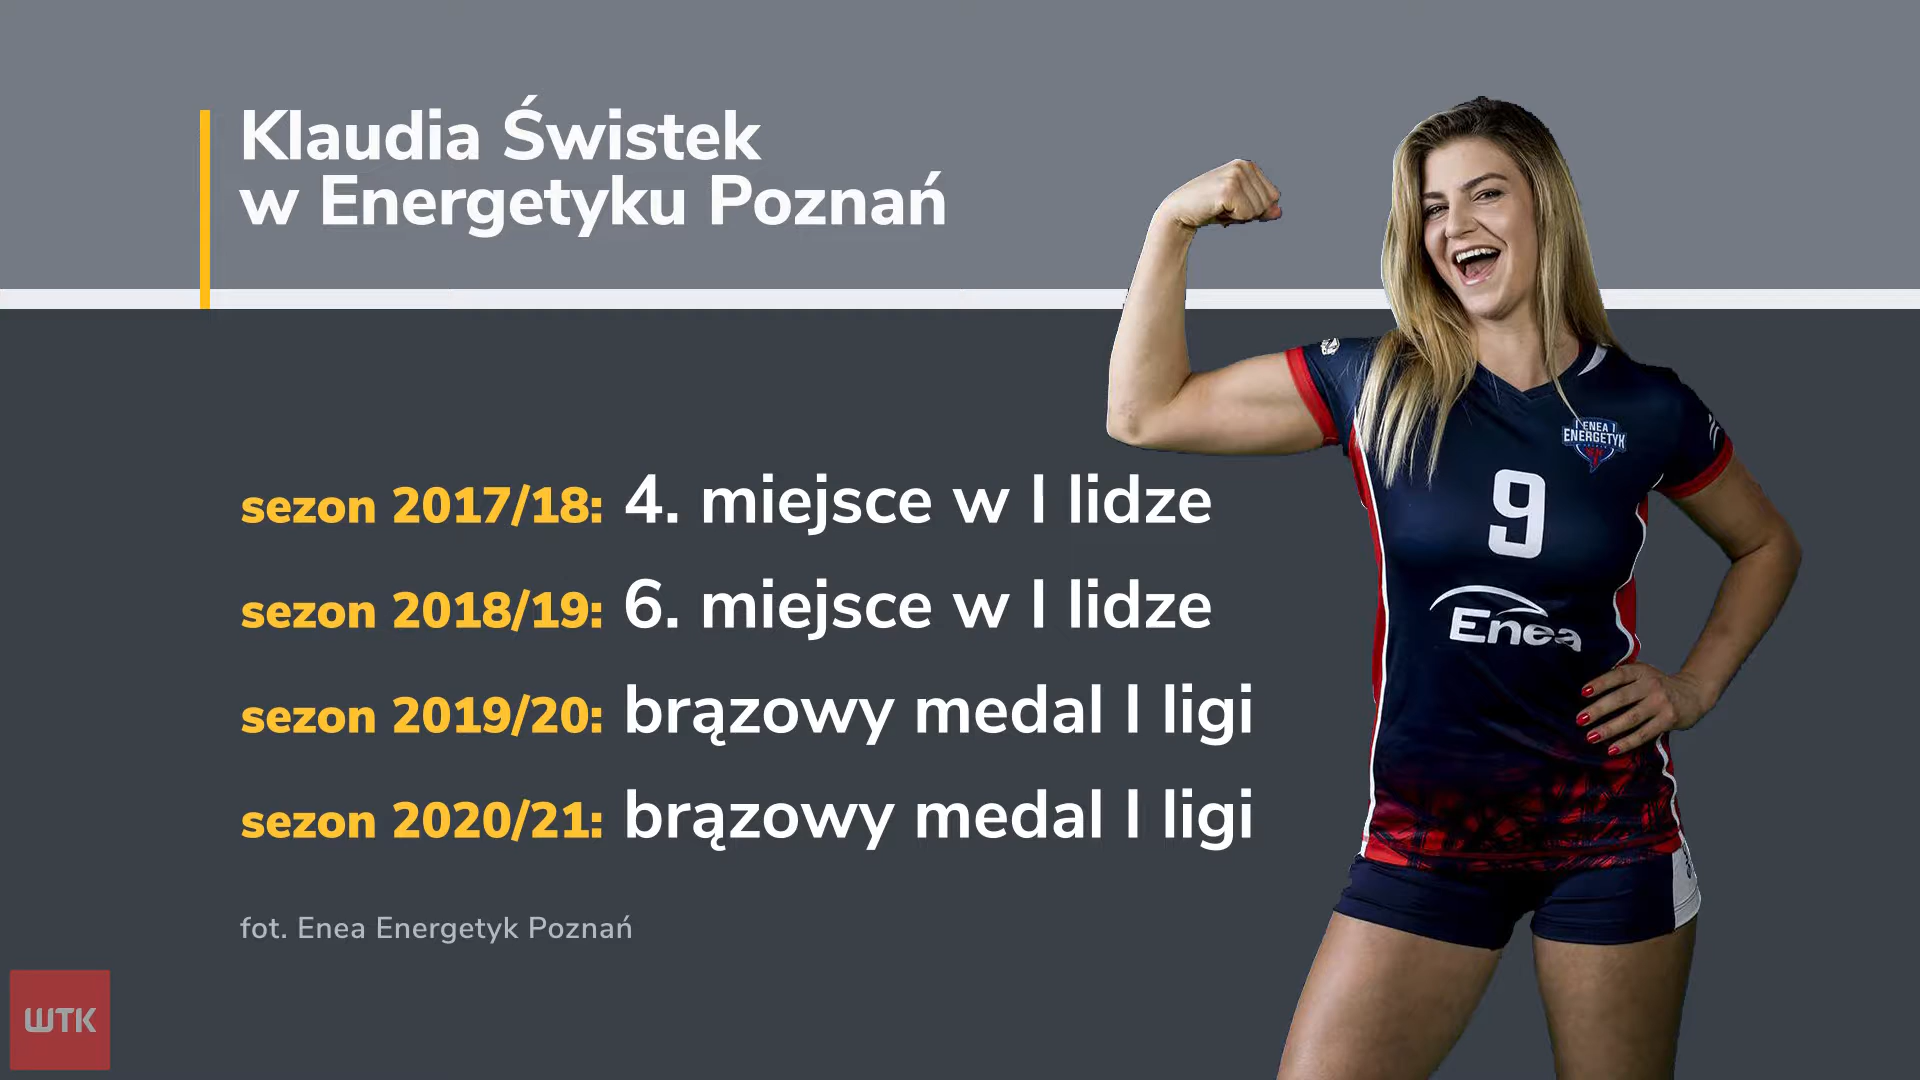 Klaudia Świstek
w Energetyku Poznań
sezon 2017/18: 4. miejsce w I lidze
sezon 2018/19: 6. miejsce w I lidze
sezon 2019/20: brązowy medal I ligi
sezon 2020/21: brązowy medal I ligi
fot. Enea Energetyk Poznań
WTK
ENEA
ENERGETYK
9
Enea